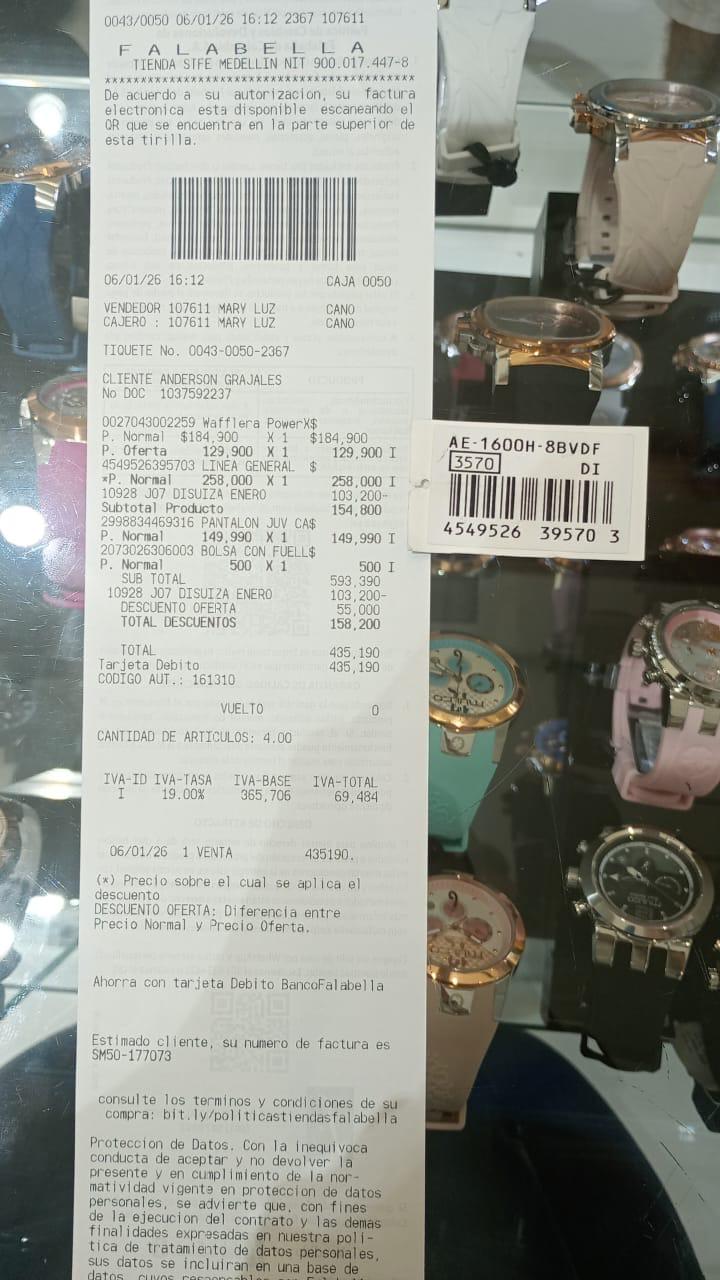 0043/0050 06/01/26 16:12 2367 107611
F A L A B E L L A
TIENDA STFE MEDELLIN NIT 900.017.447-8
****************************************
De acuerdo a su autorizacion, su factura
electronica esta disponible escaneando el
QR que se encuentra en la parte superior de
esta tirilla.
06/01/26 16:12 CAJA 0050
VENDEDOR 107611 MARY LUZ CANO
CAJERO : 107611 MARY LUZ CANO
TIQUETE No. 0043-0050-2367
CLIENTE ANDERSON GRAJALES
No DOC 1037592237
0027043002259 Wafflera PowerX$
P. Normal $184,900 X 1 $184,900
P. Oferta 129,900 X 1 129,900 I
4549526395703 LINEA GENERAL $
*P. Normal 258,000 X 1 258,000 I
10928 J07 DISUIZA ENERO 103,200-
Subtotal Producto 154,800
2998834469316 PANTALON JUV CA$
P. Normal 149,990 X 1 149,990 I
2073026306003 BOLSA CON FUELL$
P. Normal 500 X 1 500 I
SUB TOTAL 593,390
10928 J07 DISUIZA ENERO 103,200-
DESCUENTO OFERTA 55,000
TOTAL DESCUENTOS 158,200
TOTAL 435,190
Tarjeta Debito 435,190
CODIGO AUT.: 161310
VUELTO 0
CANTIDAD DE ARTICULOS: 4.00
IVA-ID IVA-TASA IVA-BASE IVA-TOTAL
I 19.00% 365,706 69,484
06/01/26 1 VENTA 435190.
(*) Precio sobre el cual se aplica el
descuento
DESCUENTO OFERTA: Diferencia entre
Precio Normal y Precio Oferta.
Ahorra con tarjeta Debito BancoFalabella
Estimado cliente, su numero de factura es
SM50-177073
consulte los terminos y condiciones de su
compra: bit.ly/politicastiendasfalabella
Proteccion de Datos. Con la inequivoca
conducta de aceptar y no devolver la
presente y en cumplimiento de la nor-
matividad vigente en proteccion de datos
personales, se advierte que, con fines
de la ejecucion del contrato y las demas
finalidades expresadas en nuestra poli-
tica de tratamiento de datos personales,
sus datos se incluiran en una base de
datos, cuyos responsables son Falabella
AE-1600H-8BVDF
3570 DI
4549526 39570 3